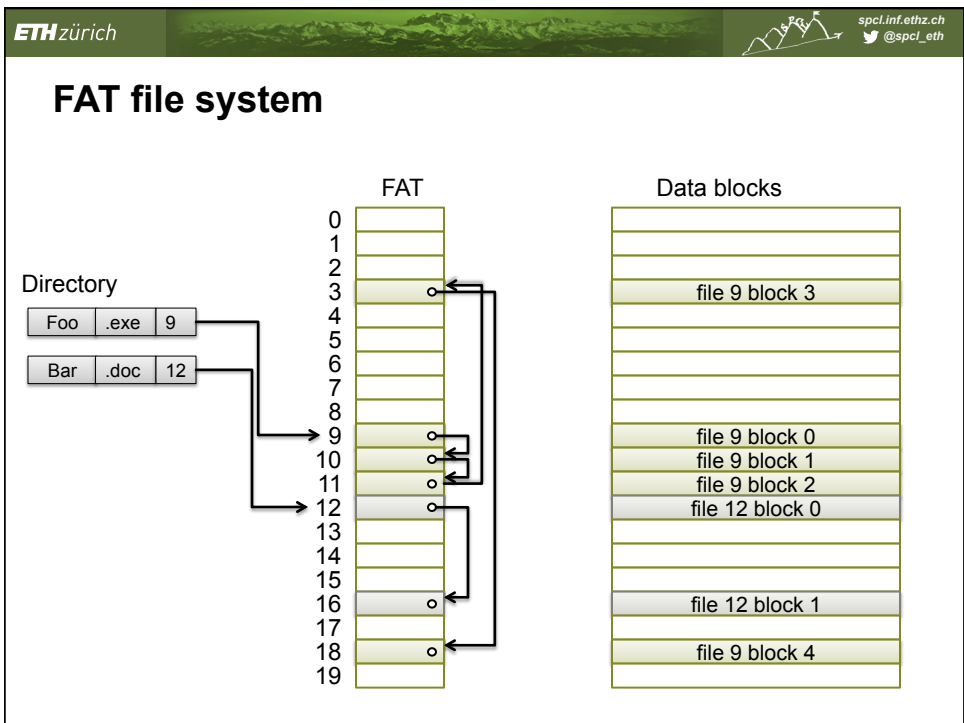 ETH zürich
spcl.inf.ethz.ch
@spcl_eth
FAT file system
FAT
Data blocks
Directory
Foo .exe 9
Bar .doc 12
0
1
2
3 file 9 block 3
4
5
6
7
8
9 file 9 block 0
10 file 9 block 1
11 file 9 block 2
12 file 12 block 0
13
14
15
16 file 12 block 1
17
18 file 9 block 4
19